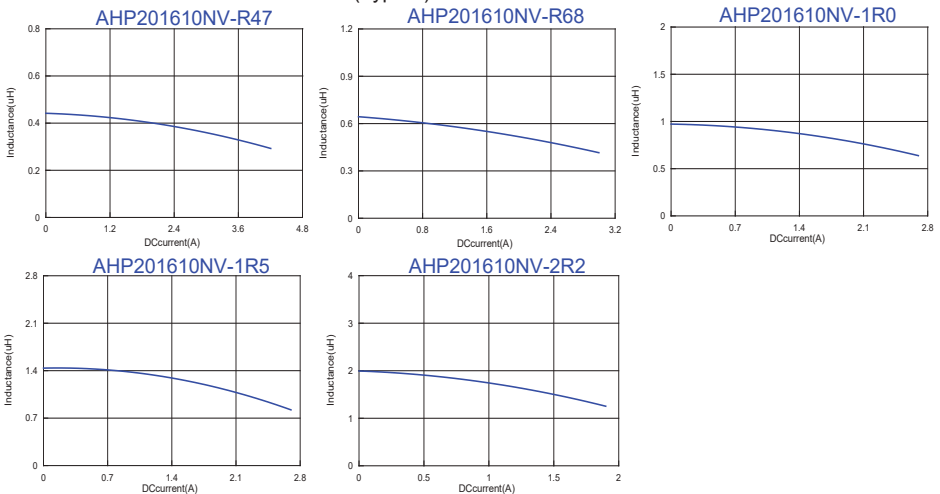 AHP201610NV-R47
0.8
0.6
0.4
0.2
0
Inductance(uH)
0 1.2 2.4 3.6 4.8
DCcurrent(A)
AHP201610NV-R68
1.2
0.9
0.6
0.3
0
Inductance(uH)
0 0.8 1.6 2.4 3.2
DCcurrent(A)
AHP201610NV-1R0
2
1.5
1
0.5
0
Inductance(uH)
0 0.7 1.4 2.1 2.8
DCcurrent(A)
AHP201610NV-1R5
2.8
2.1
1.4
0.7
0
Inductance(uH)
0 0.7 1.4 2.1 2.8
DCcurrent(A)
AHP201610NV-2R2
4
3
2
1
0
Inductance(uH)
0 0.5 1 1.5 2
DCcurrent(A)